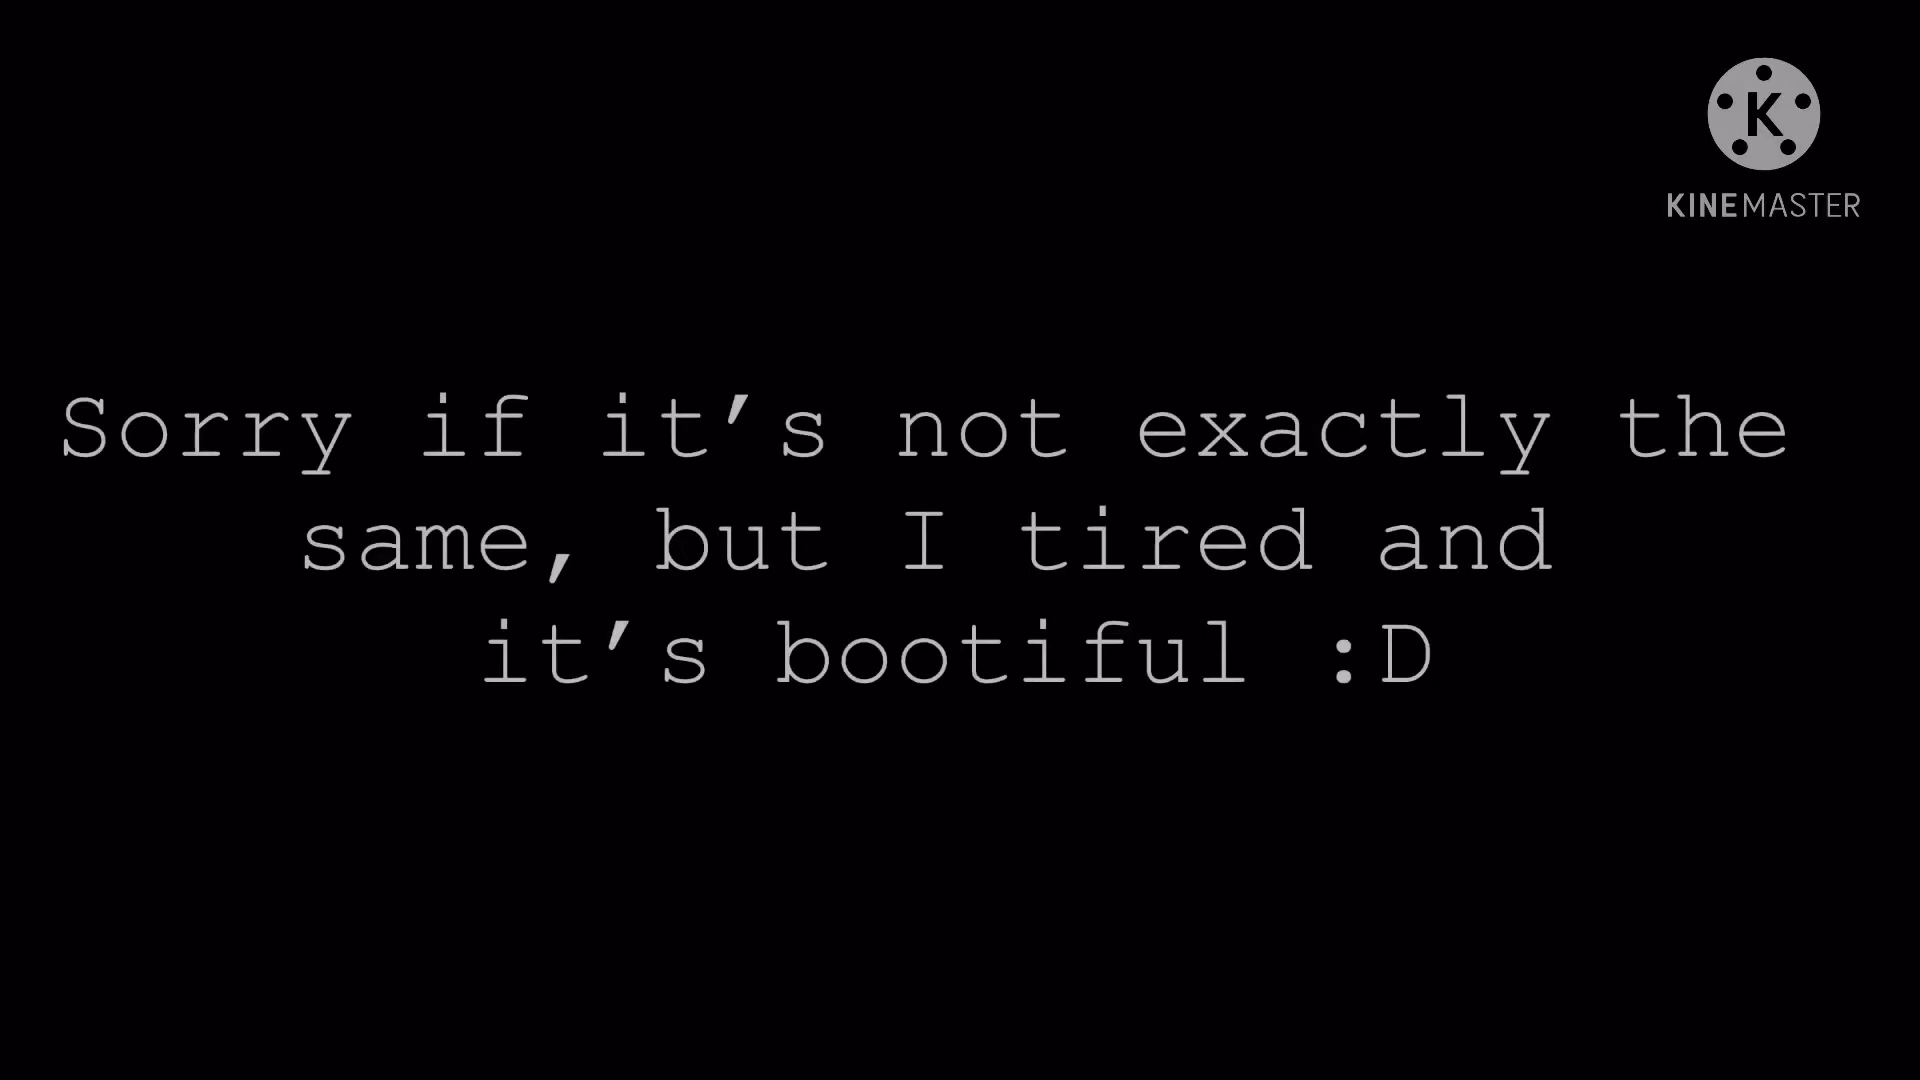 K
KINEMASTER
Sorry if it’s not exactly the
same, but I tired and
it’s bootiful :D